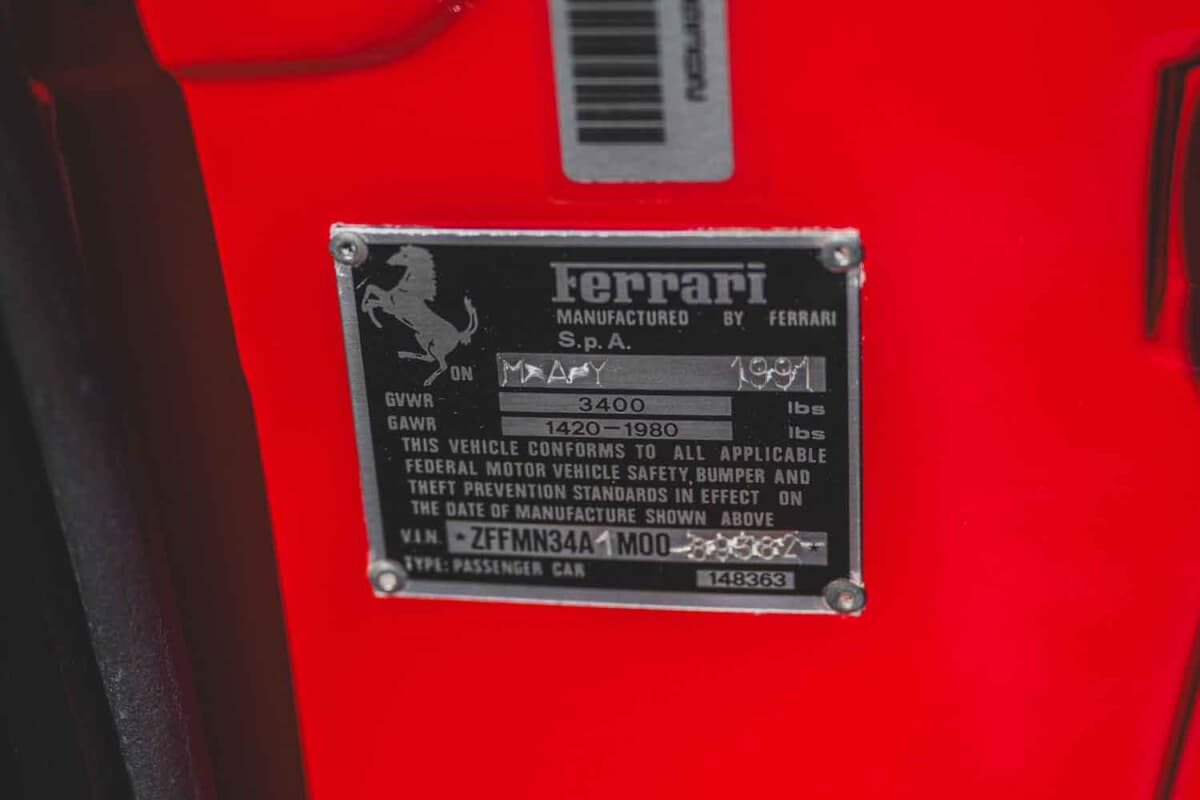 Ferrari
MANUFACTURED BY FERRARI
S.p.A.
ON MAY 1991
GVWR 3400 lbs
GAWR 1420-1980 lbs
THIS VEHICLE CONFORMS TO ALL APPLICABLE
FEDERAL MOTOR VEHICLE SAFETY, BUMPER AND
THEFT PREVENTION STANDARDS IN EFFECT ON
THE DATE OF MANUFACTURE SHOWN ABOVE
V.I.N. *ZFFMN34A1M00 89382*
TYPE: PASSENGER CAR 148363